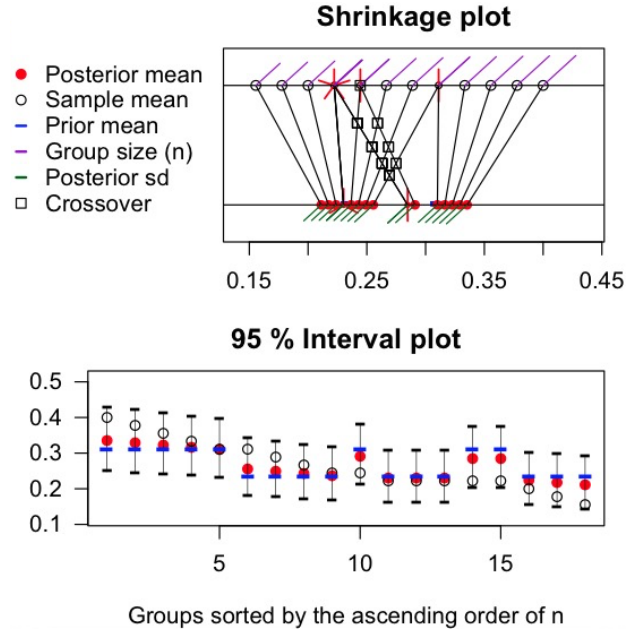 Shrinkage plot
Posterior mean
Sample mean
Prior mean
Group size (n)
Posterior sd
Crossover
0.15 0.25 0.35 0.45
95 % Interval plot
0.5
0.4
0.3
0.2
0.1
5 10 15
Groups sorted by the ascending order of n